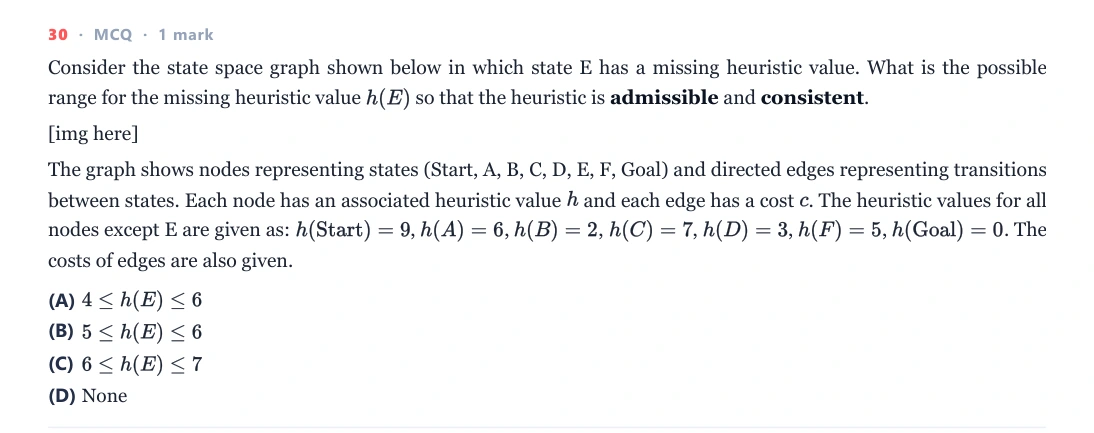 30 · MCQ · 1 mark
Consider the state space graph shown below in which state E has a missing heuristic value. What is the possible
range for the missing heuristic value h(E) so that the heuristic is admissible and consistent.
[img here]
The graph shows nodes representing states (Start, A, B, C, D, E, F, Goal) and directed edges representing transitions
between states. Each node has an associated heuristic value h and each edge has a cost c. The heuristic values for all
nodes except E are given as: h(Start) = 9, h(A) = 6, h(B) = 2, h(C) = 7, h(D) = 3, h(F) = 5, h(Goal) = 0. The
costs of edges are also given.
(A) 4 ≤ h(E) ≤ 6
(B) 5 ≤ h(E) ≤ 6
(C) 6 ≤ h(E) ≤ 7
(D) None